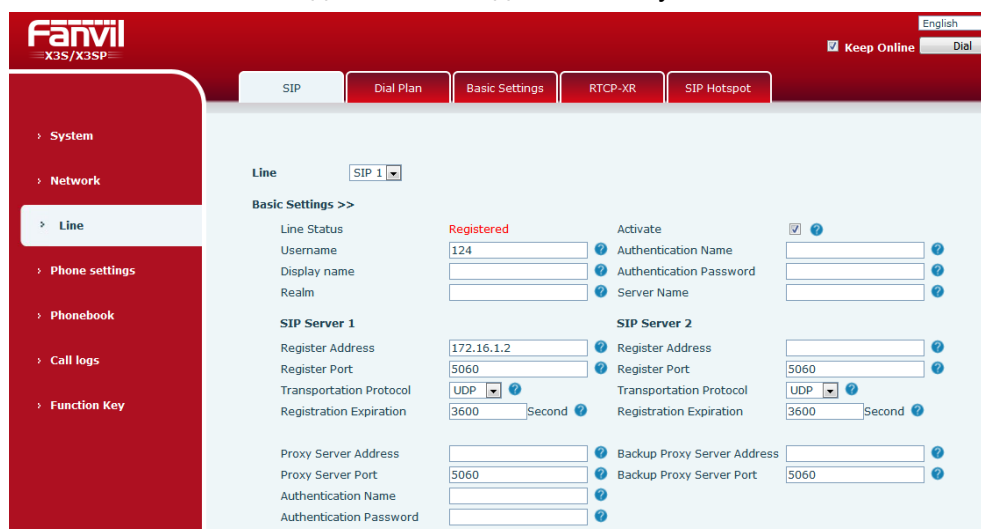 English
Fanvil
X3S/X3SP
Keep Online Dial
SIP Dial Plan Basic Settings RTCP-XR SIP Hotspot
› System
› Network
› Line
› Phone settings
› Phonebook
› Call logs
› Function Key
Line SIP 1
Basic Settings >>
Line Status Registered Activate ?
Username 124 ? Authentication Name ?
Display name ? Authentication Password ?
Realm ? Server Name ?
SIP Server 1 SIP Server 2
Register Address 172.16.1.2 ? Register Address ?
Register Port 5060 ? Register Port 5060 ?
Transportation Protocol UDP ? Transportation Protocol UDP ?
Registration Expiration 3600 Second ? Registration Expiration 3600 Second ?
Proxy Server Address ? Backup Proxy Server Address ?
Proxy Server Port 5060 ? Backup Proxy Server Port 5060 ?
Authentication Name ?
Authentication Password ?